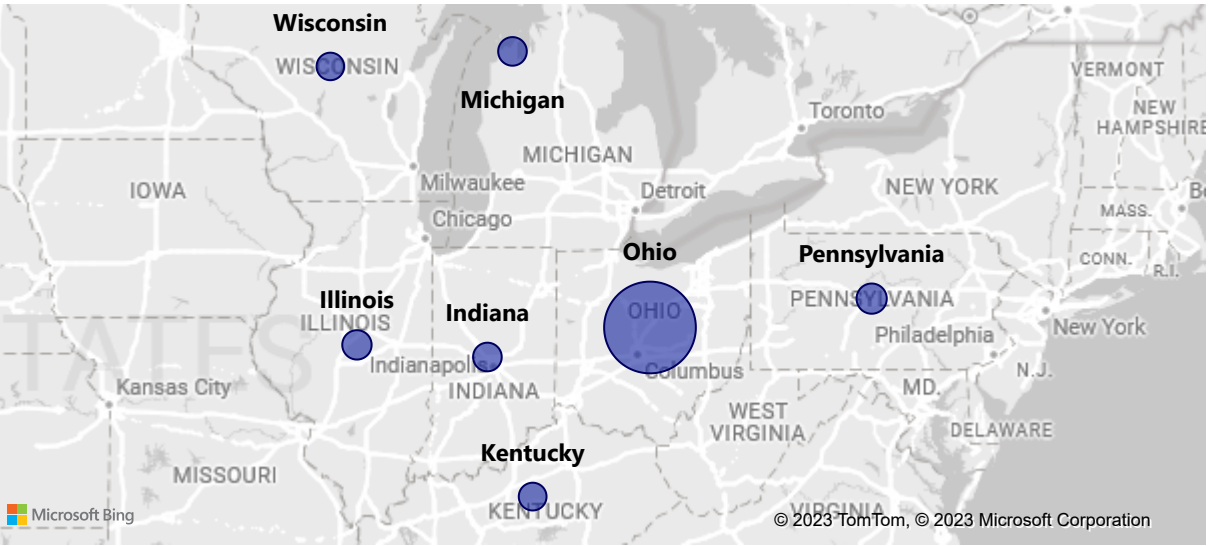 Wisconsin
WISCONSIN
Michigan
VERMONT
Toronto
NEW
HAMPSHIRE
MICHIGAN
IOWA
Milwaukee
Detroit
NEW YORK
MASS.
Chicago
Ohio
Pennsylvania
CONN.
R.I.
Illinois
ILLINOIS
Indiana
OHIO
PENNSYLVANIA
New York
Philadelphia
TATES
Indianapolis
Columbus
N.J.
Kansas City
INDIANA
MD.
WEST
VIRGINIA
DELAWARE
Kentucky
MISSOURI
KENTUCKY
VIRGINIA
Microsoft Bing
© 2023 TomTom, © 2023 Microsoft Corporation